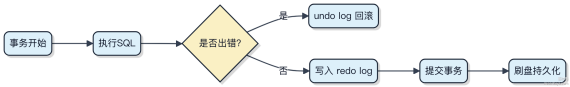 事务开始
执行SQL
是否出错?
是
undo log 回滚
否
写入 redo log
提交事务
刷盘持久化